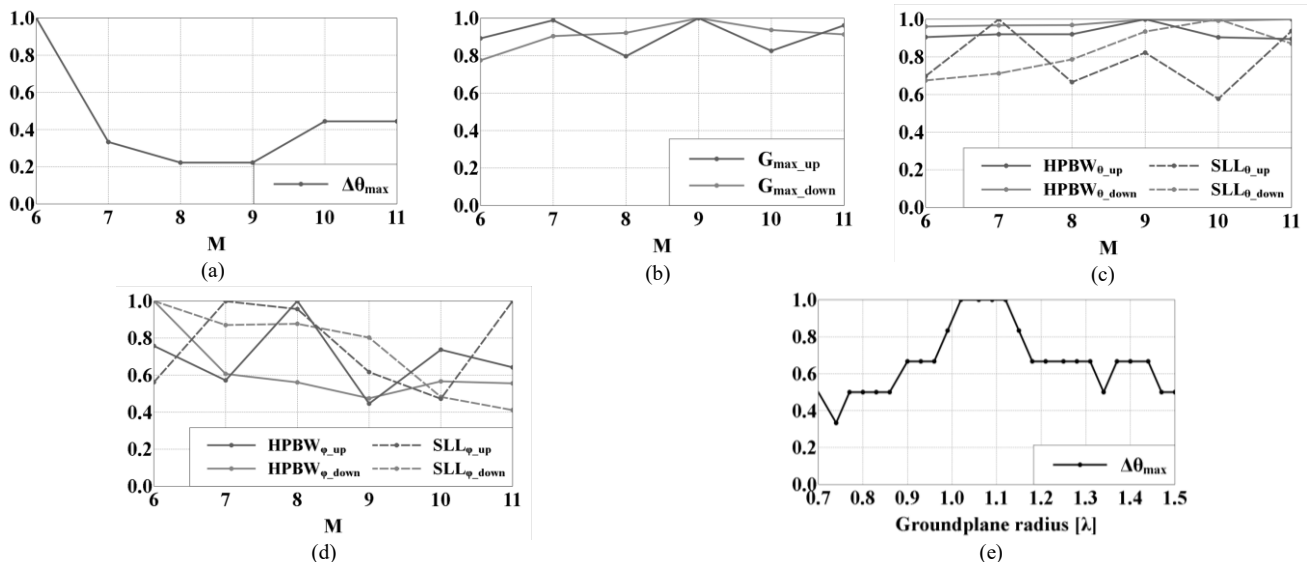 1.0
0.8
0.6
0.4
0.2
0.0
6 7 8 9 10 11
M
Δθmax
(a)
1.0
0.8
0.6
0.4
0.2
0.0
6 7 8 9 10 11
M
Gmax_up
Gmax_down
(b)
1.0
0.8
0.6
0.4
0.2
0.0
6 7 8 9 10 11
M
HPBWθ_up SLLθ_up
HPBWθ_down SLLθ_down
(c)
1.0
0.8
0.6
0.4
0.2
0.0
6 7 8 9 10 11
M
HPBWφ_up SLLφ_up
HPBWφ_down SLLφ_down
(d)
1.0
0.8
0.6
0.4
0.2
0.0
0.7 0.8 0.9 1.0 1.1 1.2 1.3 1.4 1.5
Groundplane radius [λ]
Δθmax
(e)